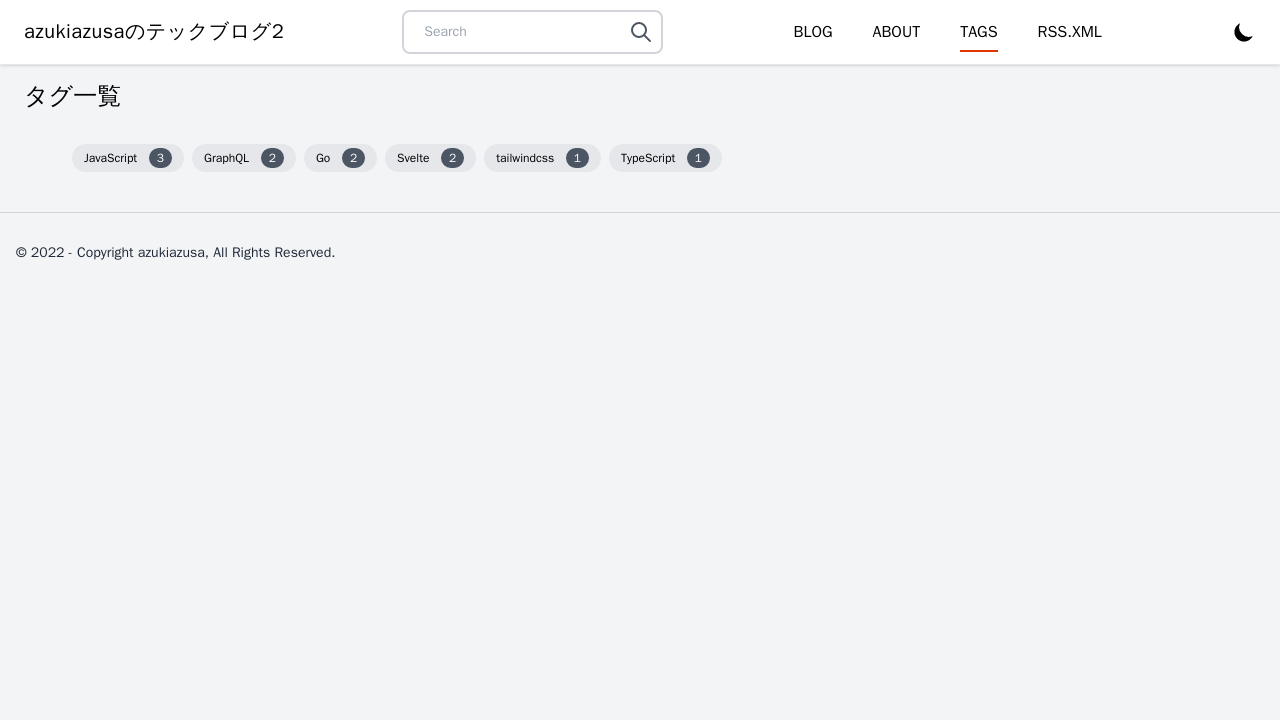 azukiazusaのテックブログ2
Search
BLOG ABOUT TAGS RSS.XML
タグ一覧
JavaScript 3 GraphQL 2 Go 2 Svelte 2 tailwindcss 1 TypeScript 1
© 2022 - Copyright azukiazusa, All Rights Reserved.